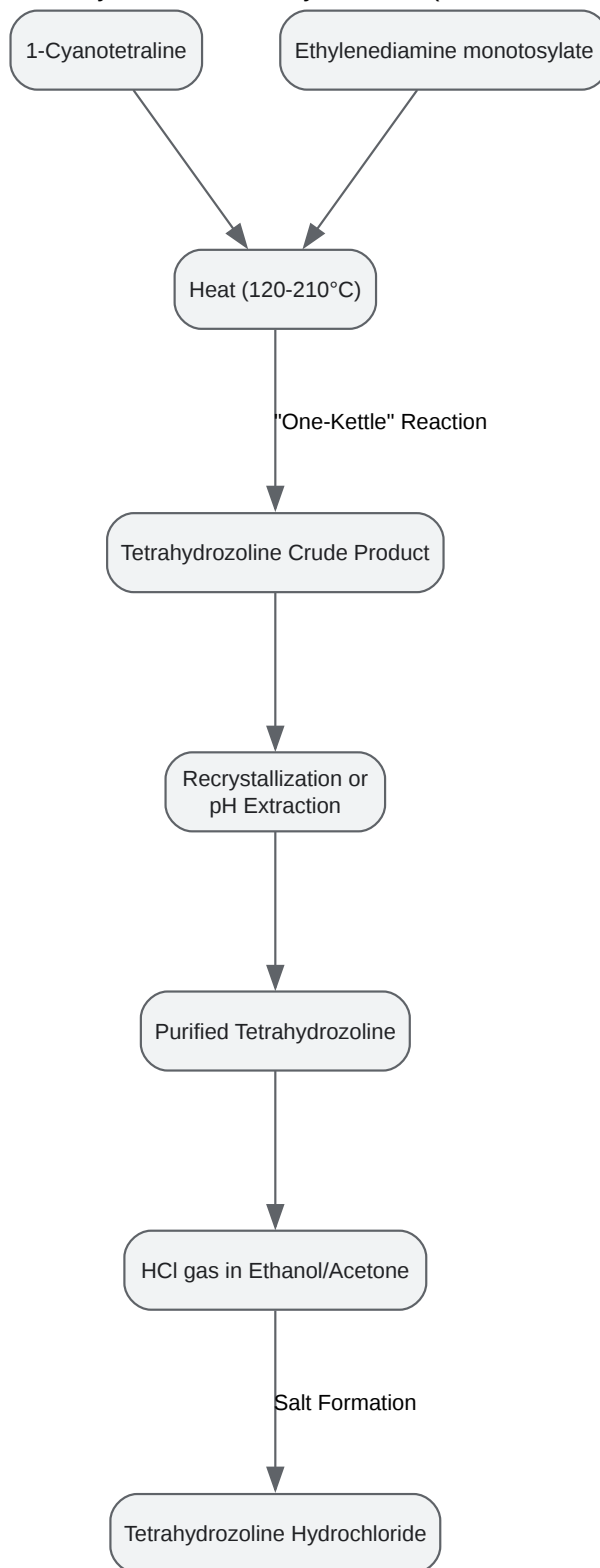 1-Cyanotetraline
Ethylenediamine monotosylate
Heat (120-210°C)
"One-Kettle" Reaction
Tetrahydrozoline Crude Product
Recrystallization or
pH Extraction
Purified Tetrahydrozoline
HCl gas in Ethanol/Acetone
Salt Formation
Tetrahydrozoline Hydrochloride